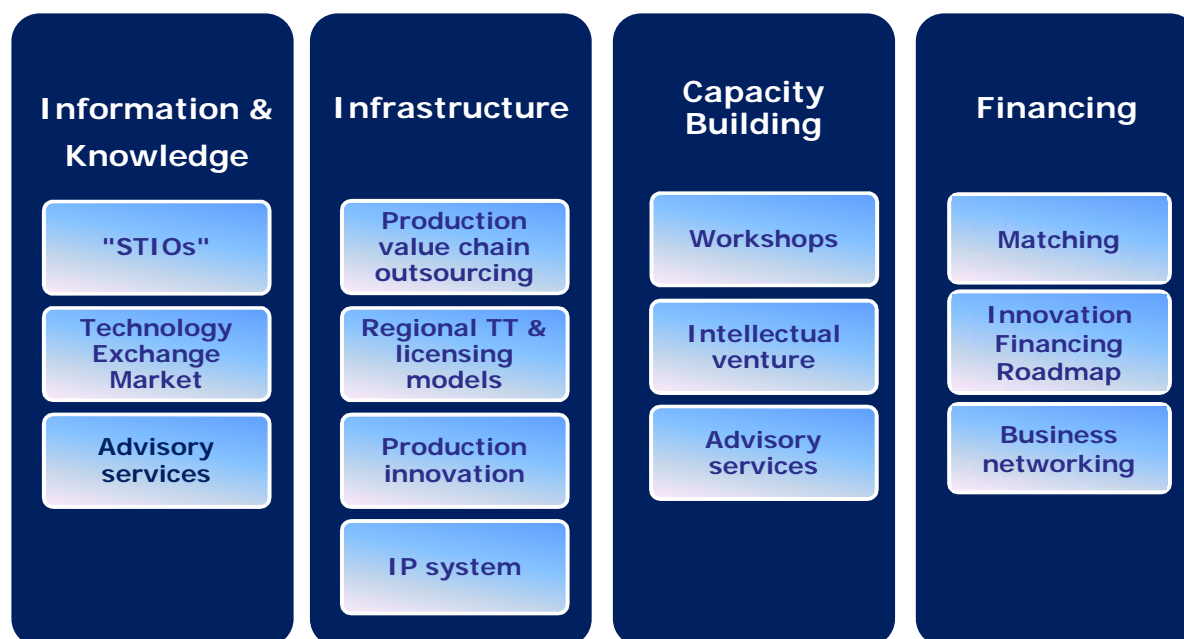 Information &
Knowledge
"STIOs"
Technology
Exchange
Market
Advisory
services
Infrastructure
Production
value chain
outsourcing
Regional TT &
licensing
models
Production
innovation
IP system
Capacity
Building
Workshops
Intellectual
venture
Advisory
services
Financing
Matching
Innovation
Financing
Roadmap
Business
networking